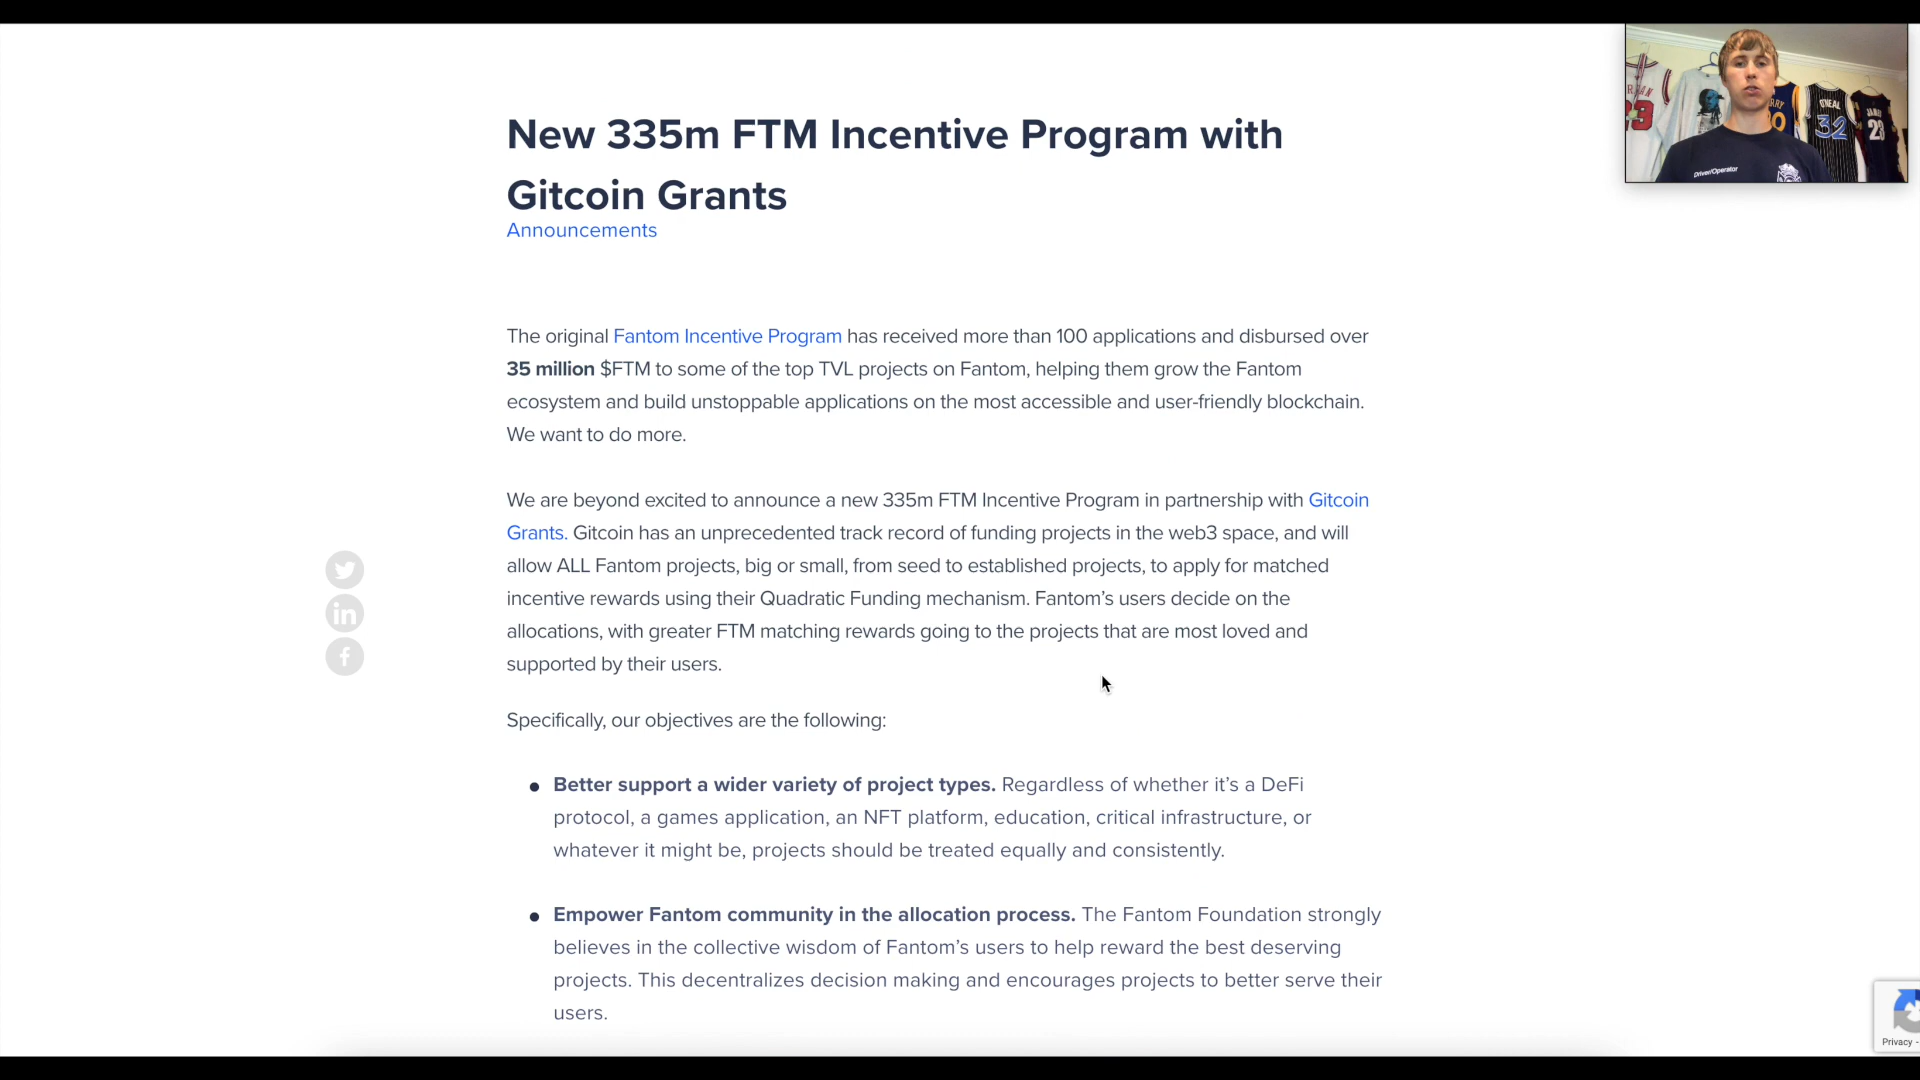 New 335m FTM Incentive Program with
Gitcoin Grants
Announcements
The original Fantom Incentive Program has received more than 100 applications and disbursed over
35 million $FTM to some of the top TVL projects on Fantom, helping them grow the Fantom
ecosystem and build unstoppable applications on the most accessible and user-friendly blockchain.
We want to do more.
We are beyond excited to announce a new 335m FTM Incentive Program in partnership with Gitcoin
Grants. Gitcoin has an unprecedented track record of funding projects in the web3 space, and will
allow ALL Fantom projects, big or small, from seed to established projects, to apply for matched
incentive rewards using their Quadratic Funding mechanism. Fantom’s users decide on the
allocations, with greater FTM matching rewards going to the projects that are most loved and
supported by their users.
Specifically, our objectives are the following:
• Better support a wider variety of project types. Regardless of whether it’s a DeFi
protocol, a games application, an NFT platform, education, critical infrastructure, or
whatever it might be, projects should be treated equally and consistently.
• Empower Fantom community in the allocation process. The Fantom Foundation strongly
believes in the collective wisdom of Fantom’s users to help reward the best deserving
projects. This decentralizes decision making and encourages projects to better serve their
users.
in
f
23
O'NEAL
32
23
Driver/Operator
Privacy -